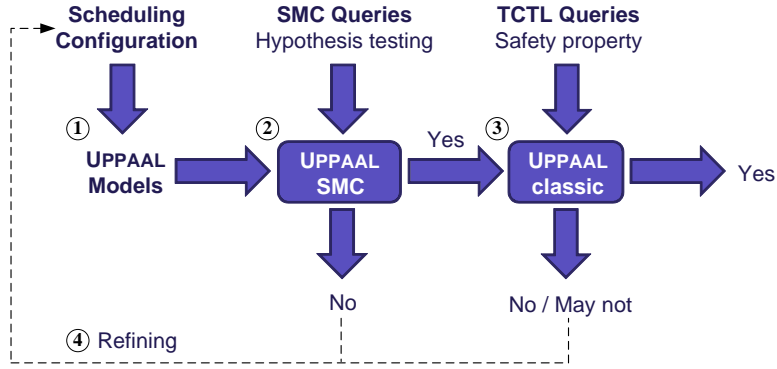 Scheduling
Configuration
SMC Queries
Hypothesis testing
TCTL Queries
Safety property
1
2
3
UPPAAL
Models
UPPAAL
SMC
Yes
UPPAAL
classic
Yes
No
No / May not
4 Refining